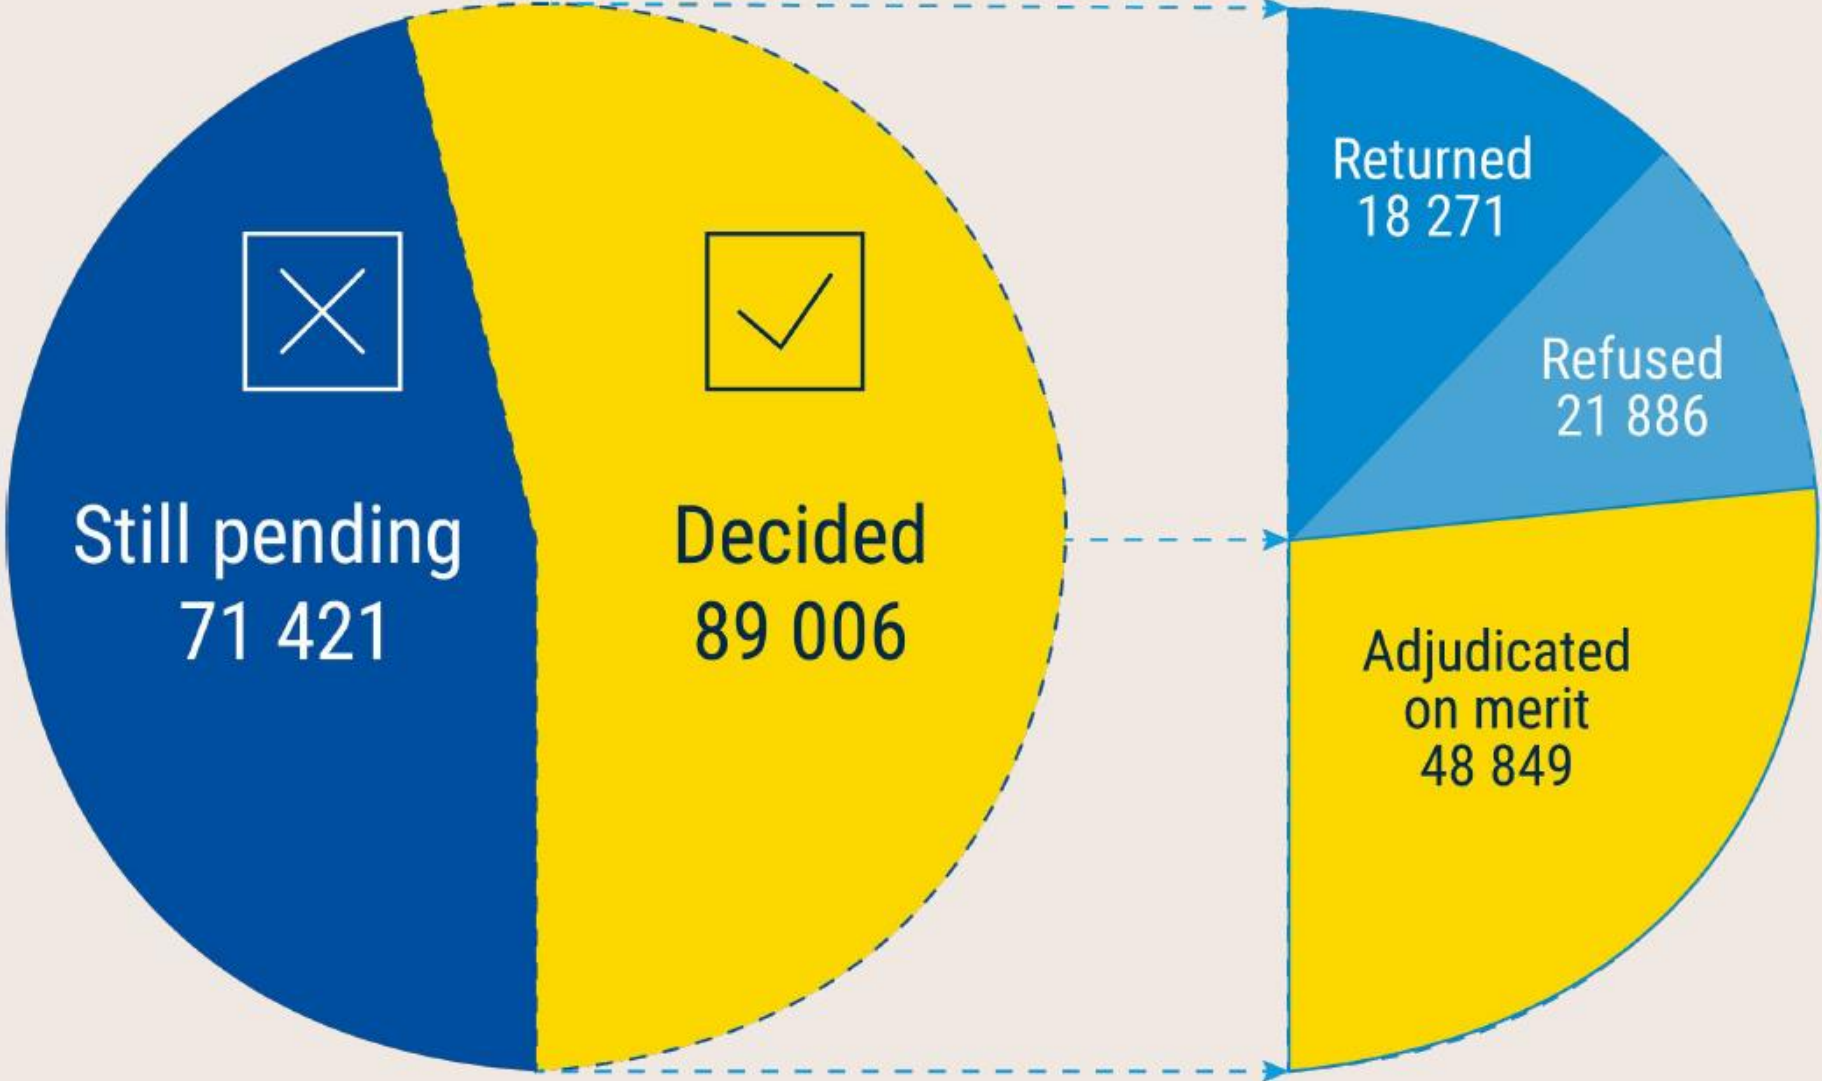 Still pending
71 421
Decided
89 006
Returned
18 271
Refused
21 886
Adjudicated
on merit
48 849